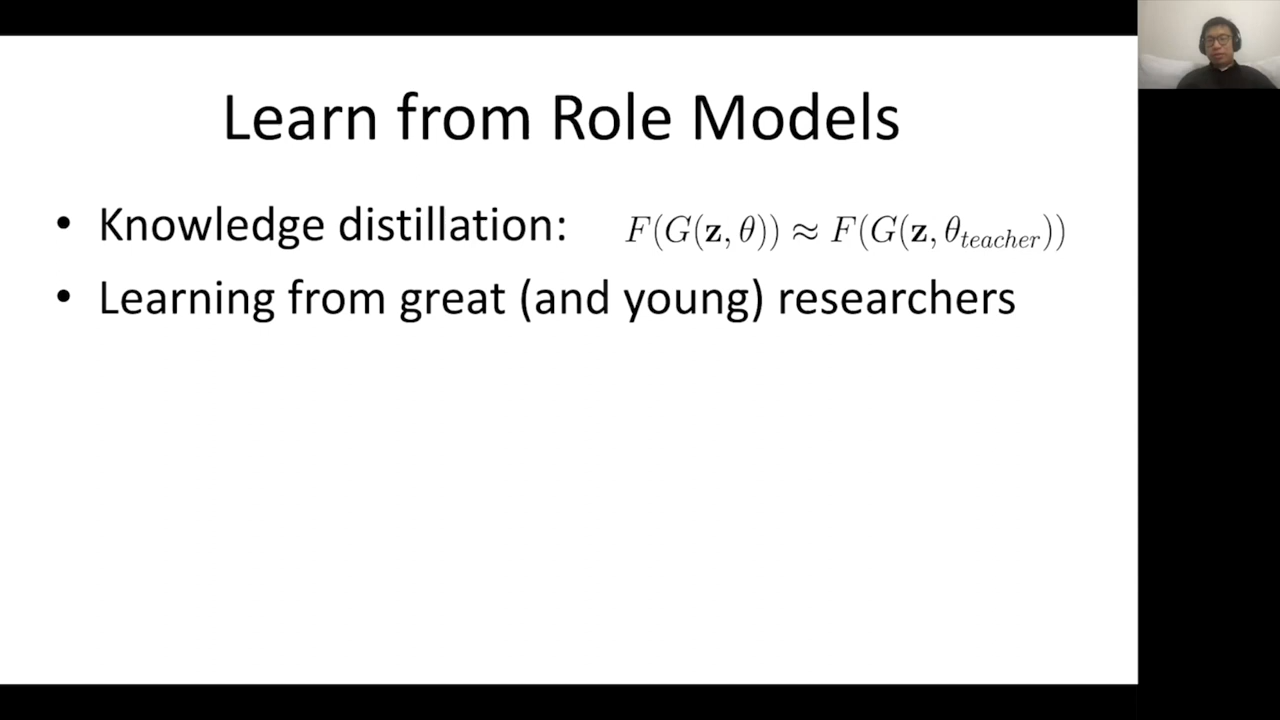 Learn from Role Models
• Knowledge distillation: F(G(𝐳, θ)) ≈ F(G(𝐳, θ_teacher))
• Learning from great (and young) researchers